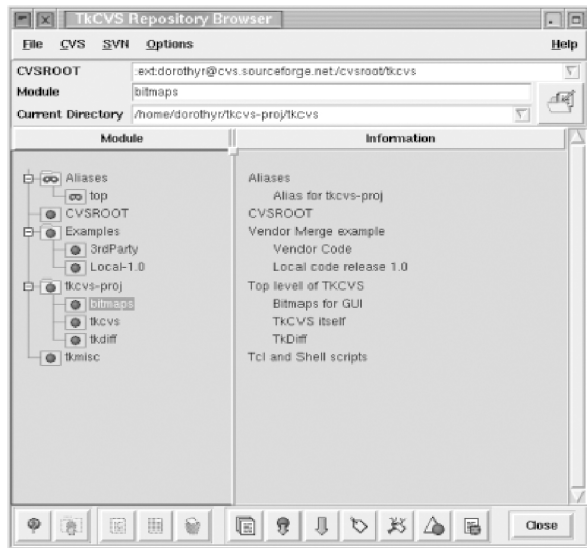 TkCVS Repository Browser
File CVS SVN Options Help
CVSROOT :ext:dorothyr@cvs.sourceforge.net:/cvsroot/tkcvs
Module bitmaps
Current Directory /home/dorothyr/tkcvs-proj/tkcvs
Module Information
Aliases Aliases
top Alias for tkcvs-proj
CVSROOT CVSROOT
Examples Vendor Merge example
3rdParty Vendor Code
Local-1.0 Local code release 1.0
tkcvs-proj Top level of TKCVS
bitmaps Bitmaps for GUI
tkcvs TkCVS itself
tkdiff TkDiff
tkmisc Tcl and Shell scripts
Close